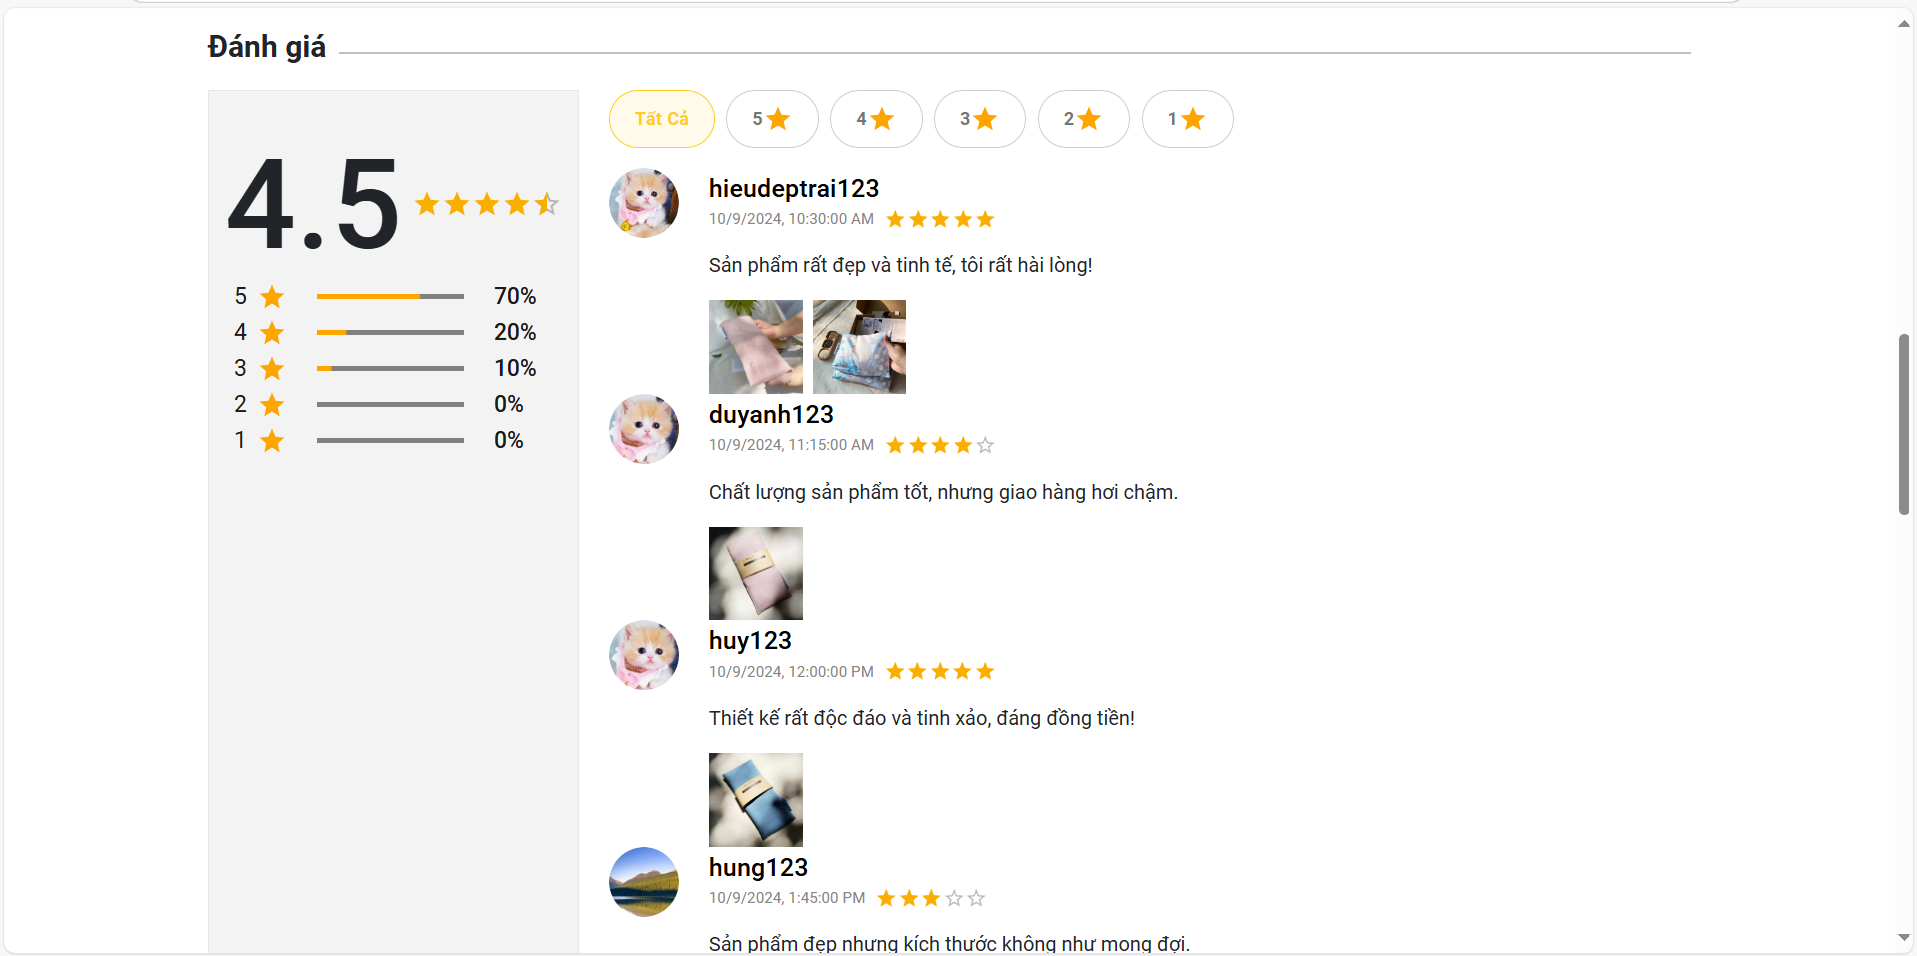 Đánh giá
4.5
5 70%
4 20%
3 10%
2 0%
1 0%
Tất Cả 5 4 3 2 1
hieudeptrai123
10/9/2024, 10:30:00 AM
Sản phẩm rất đẹp và tinh tế, tôi rất hài lòng!
duyanh123
10/9/2024, 11:15:00 AM
Chất lượng sản phẩm tốt, nhưng giao hàng hơi chậm.
huy123
10/9/2024, 12:00:00 PM
Thiết kế rất độc đáo và tinh xảo, đáng đồng tiền!
hung123
10/9/2024, 1:45:00 PM
Sản phẩm đẹp nhưng kích thước không như mong đợi.